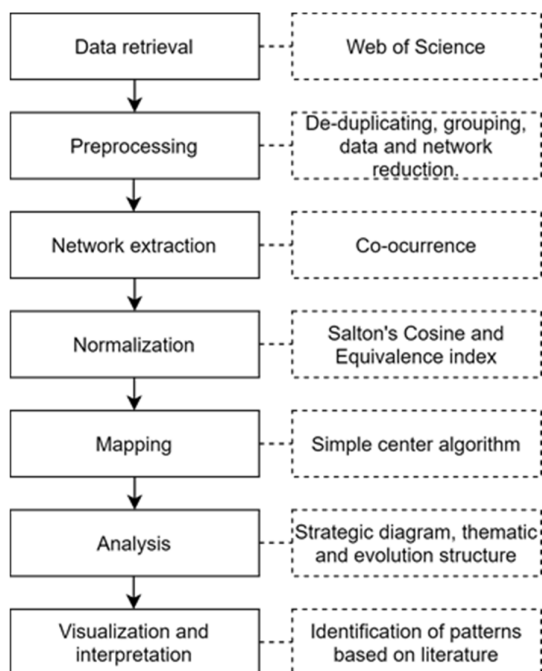 Data retrieval
Web of Science
Preprocessing
De-duplicating, grouping,
data and network
reduction.
Network extraction
Co-ocurrence
Normalization
Salton's Cosine and
Equivalence index
Mapping
Simple center algorithm
Analysis
Strategic diagram, thematic
and evolution structure
Visualization and
interpretation
Identification of patterns
based on literature